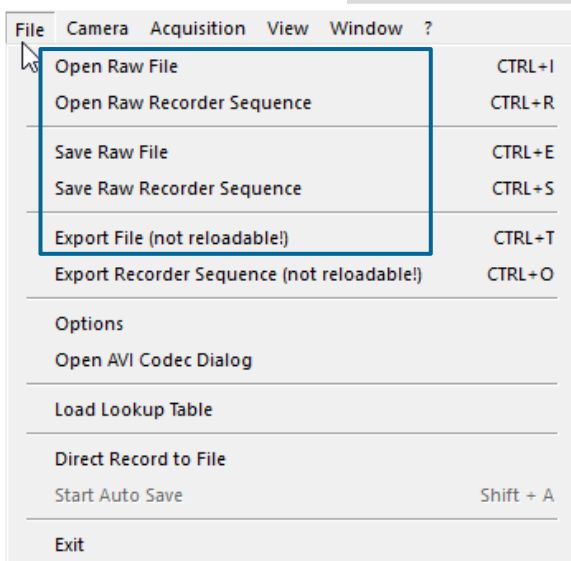 File Camera Acquisition View Window ?
Open Raw File CTRL+I
Open Raw Recorder Sequence CTRL+R
Save Raw File CTRL+E
Save Raw Recorder Sequence CTRL+S
Export File (not reloadable!) CTRL+T
Export Recorder Sequence (not reloadable!) CTRL+O
Options
Open AVI Codec Dialog
Load Lookup Table
Direct Record to File
Start Auto Save Shift + A
Exit